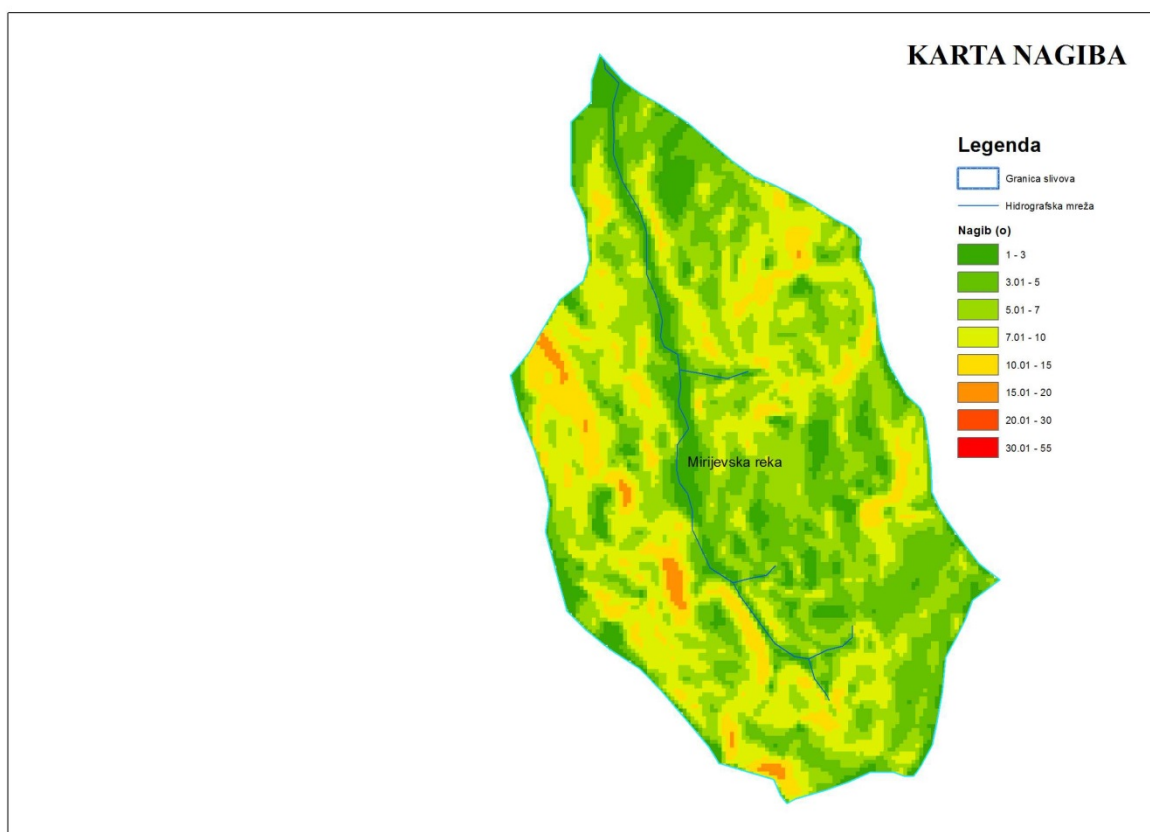 KARTA NAGIBA
Legenda
Granica slivova
Hidrografska mreža
Nagib (o)
1 - 3
3.01 - 5
5.01 - 7
7.01 - 10
10.01 - 15
15.01 - 20
20.01 - 30
30.01 - 55
Mirijevska reka